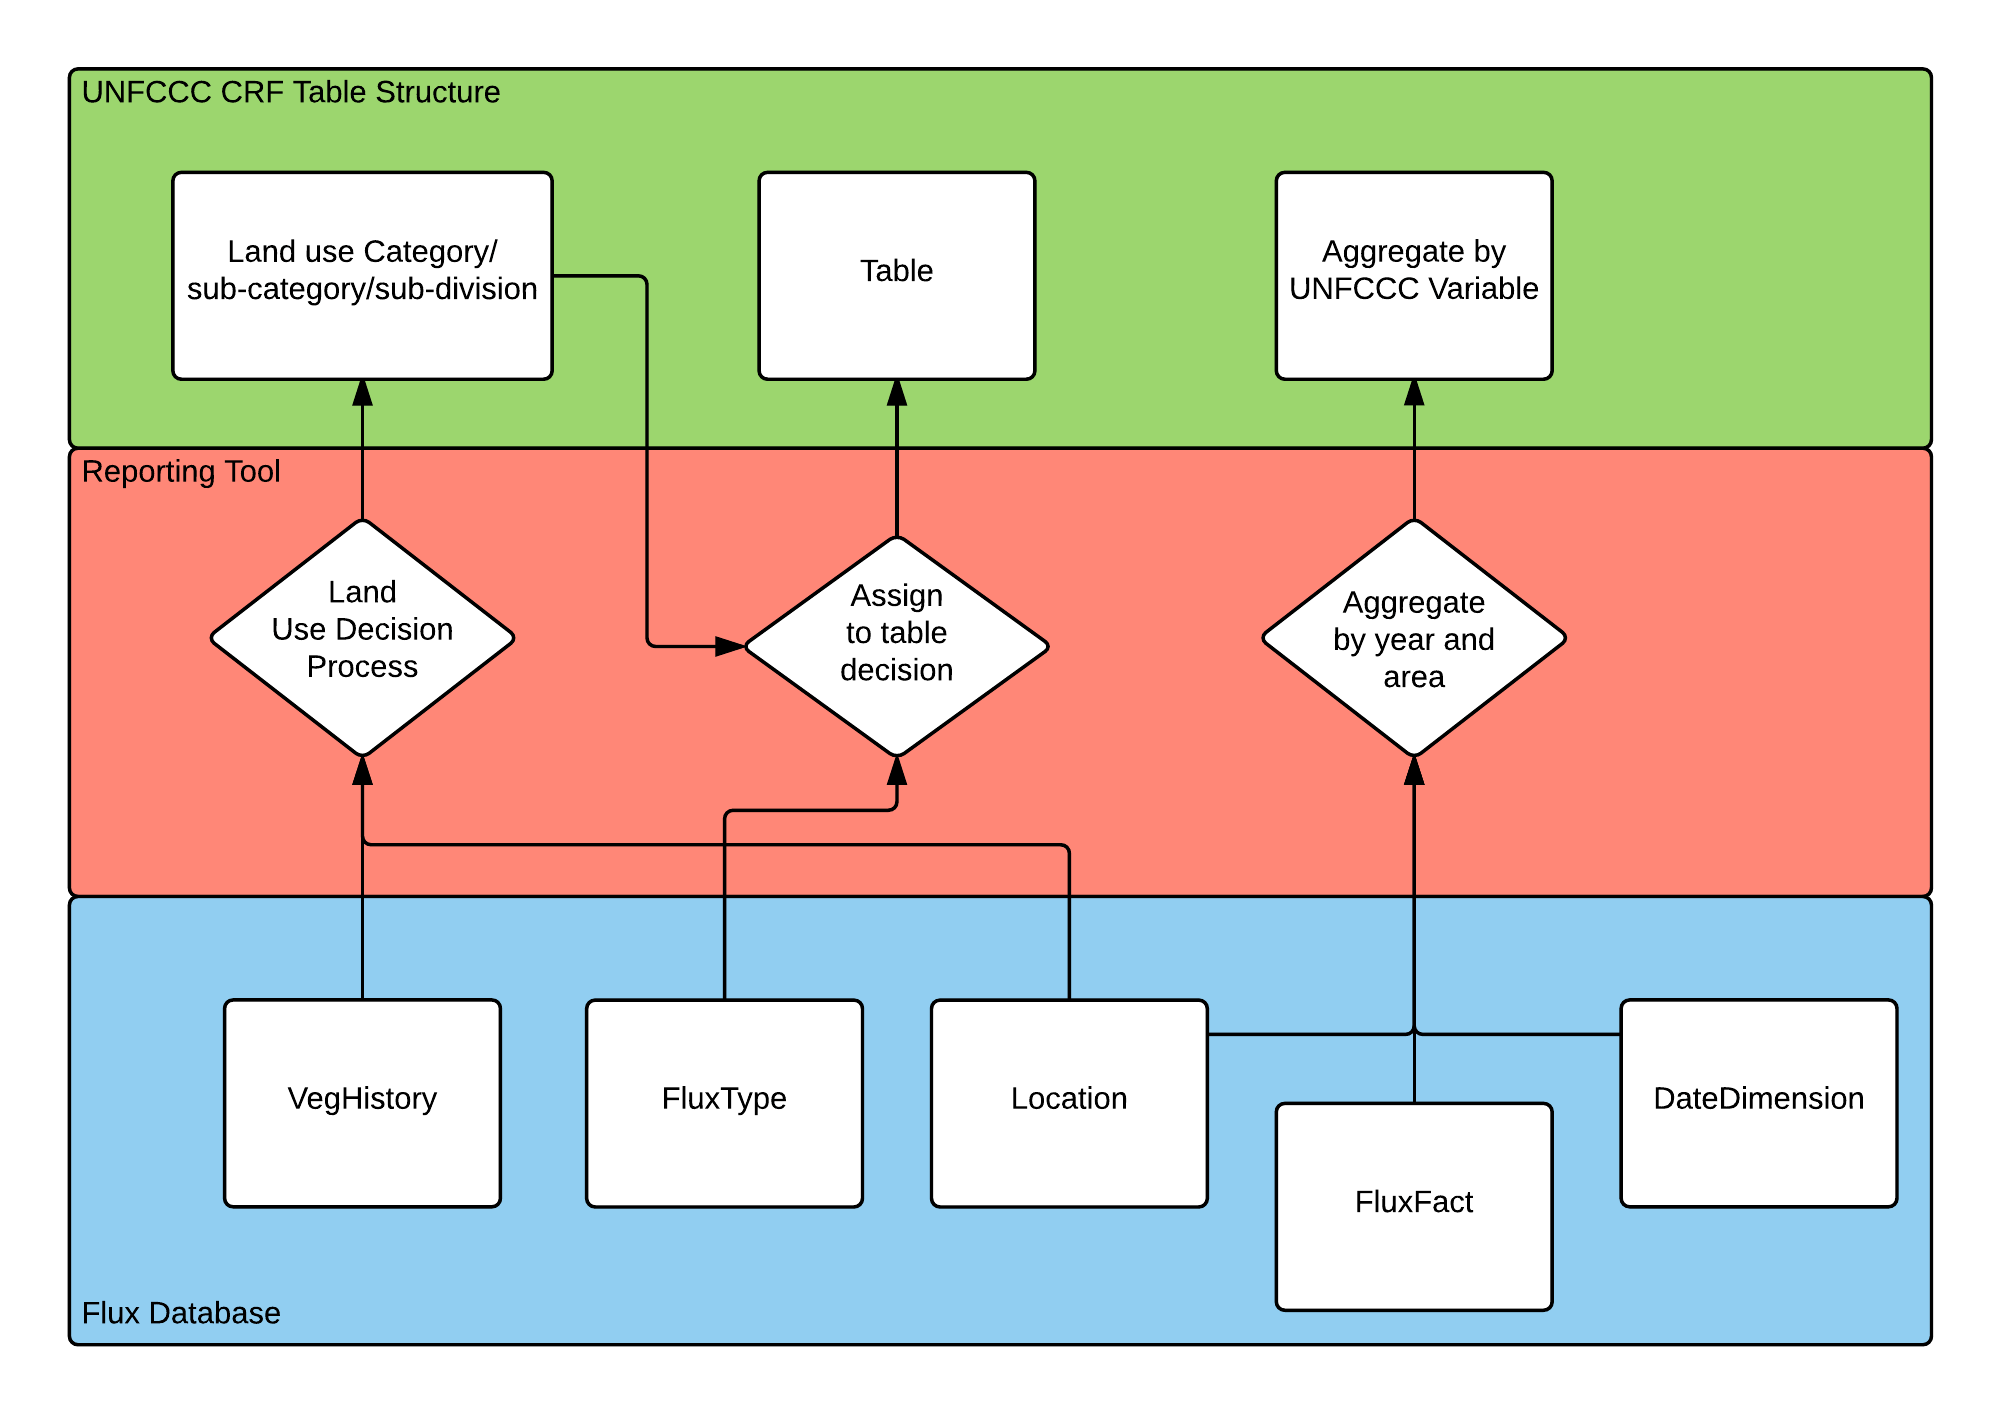 UNFCCC CRF Table Structure
Land use Category/
sub-category/sub-division
Table
Aggregate by
UNFCCC Variable
Reporting Tool
Land
Use Decision
Process
Assign
to table
decision
Aggregate
by year and
area
VegHistory
FluxType
Location
FluxFact
DateDimension
Flux Database